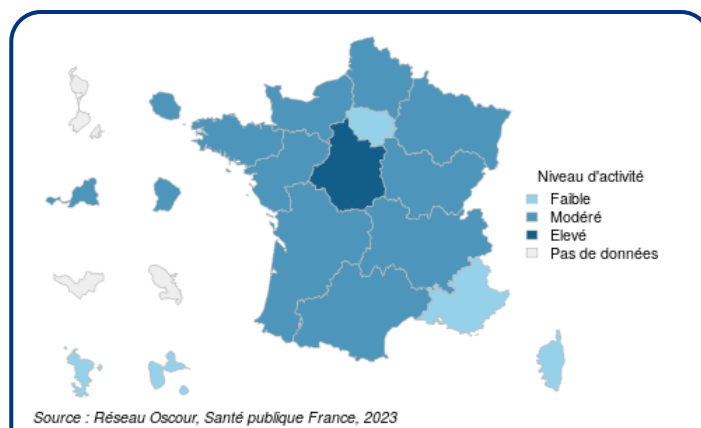 Niveau d'activité
Faible
Modéré
Elevé
Pas de données
Source : Réseau Oscour, Santé publique France, 2023